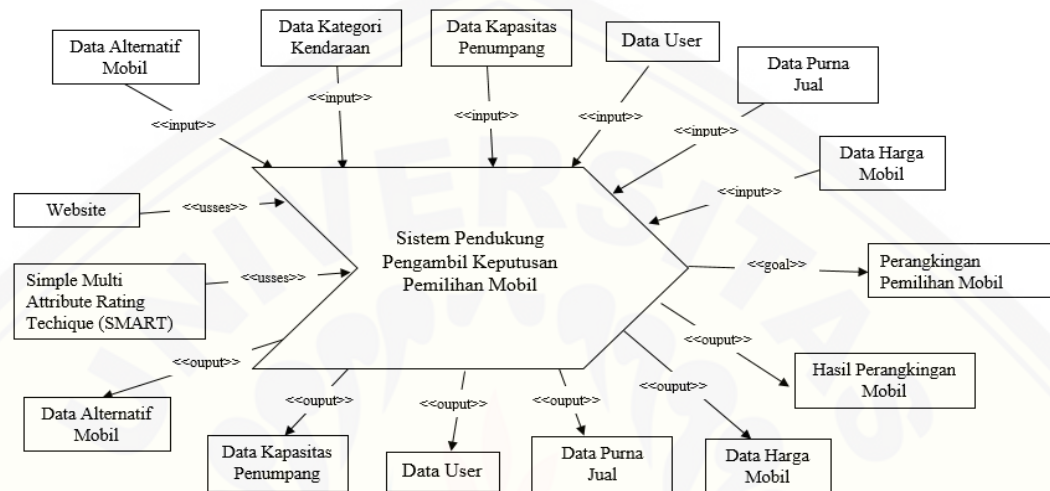 Data Alternatif
Mobil
Data Kategori
Kendaraan
Data Kapasitas
Penumpang
Data User
Data Purna
Jual
Data Harga
Mobil
<<input>>
<<input>>
<<input>>
<<input>>
<<input>>
<<input>>
Website
<<usses>>
Simple Multi
Attribute Rating
Techique (SMART)
<<usses>>
Sistem Pendukung
Pengambil Keputusan
Pemilihan Mobil
<<goal>>
Perangkingan
Pemilihan Mobil
<<ouput>>
Hasil Perangkingan
Mobil
<<ouput>>
<<ouput>>
<<ouput>>
<<ouput>>
<<ouput>>
Data Alternatif
Mobil
Data Kapasitas
Penumpang
Data User
Data Purna
Jual
Data Harga
Mobil
UNIVERSITAS